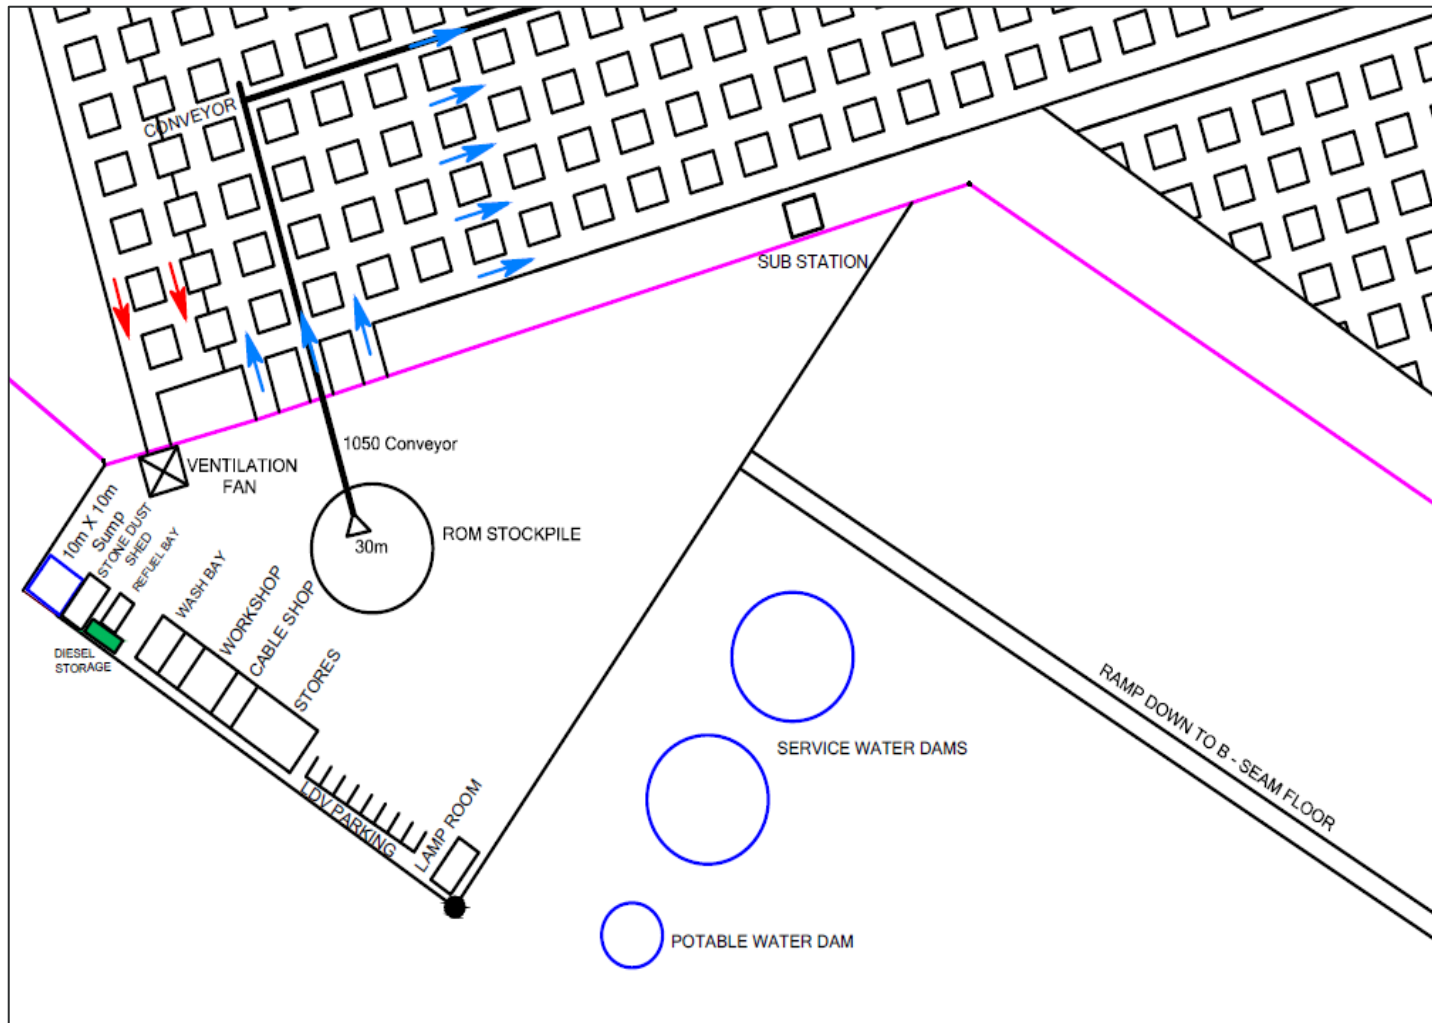 CONVEYOR
SUB STATION
1050 Conveyor
VENTILATION
FAN
10m X 10m
Sump
STONE DUST
SHED
REFUEL BAY
ROM STOCKPILE
30m
WASH BAY
WORKSHOP
CABLE SHOP
STORES
DIESEL
STORAGE
LDV PARKING
LAMP ROOM
SERVICE WATER DAMS
RAMP DOWN TO B - SEAM FLOOR
POTABLE WATER DAM